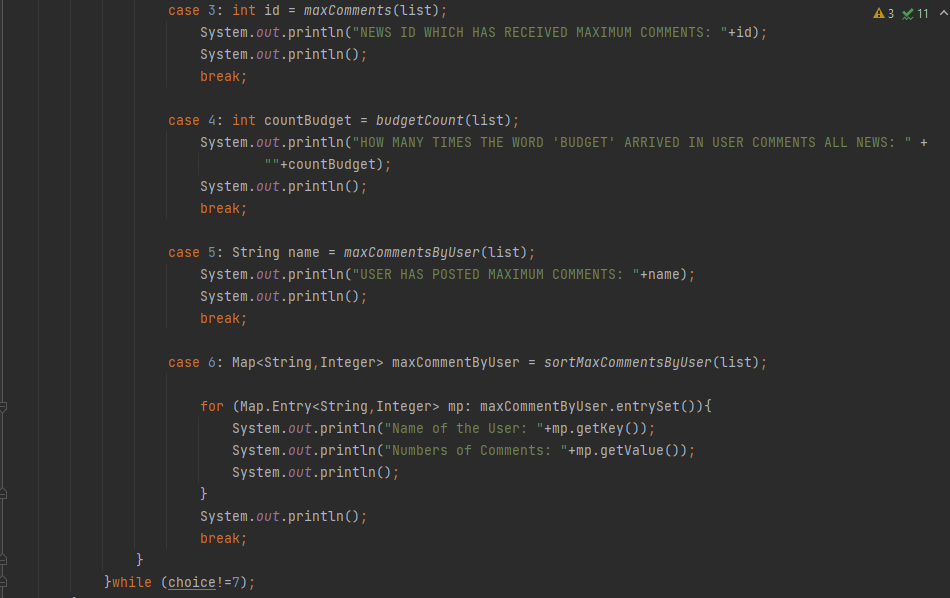 case 3: int id = maxComments(list);
3 11
System.out.println("NEWS ID WHICH HAS RECEIVED MAXIMUM COMMENTS: "+id);
System.out.println();
break;
case 4: int countBudget = budgetCount(list);
System.out.println("HOW MANY TIMES THE WORD 'BUDGET' ARRIVED IN USER COMMENTS ALL NEWS: " +
""+countBudget);
System.out.println();
break;
case 5: String name = maxCommentsByUser(list);
System.out.println("USER HAS POSTED MAXIMUM COMMENTS: "+name);
System.out.println();
break;
case 6: Map<String,Integer> maxCommentByUser = sortMaxCommentsByUser(list);
for (Map.Entry<String,Integer> mp: maxCommentByUser.entrySet()){
System.out.println("Name of the User: "+mp.getKey());
System.out.println("Numbers of Comments: "+mp.getValue());
System.out.println();
}
System.out.println();
break;
}
}while (choice!=7);